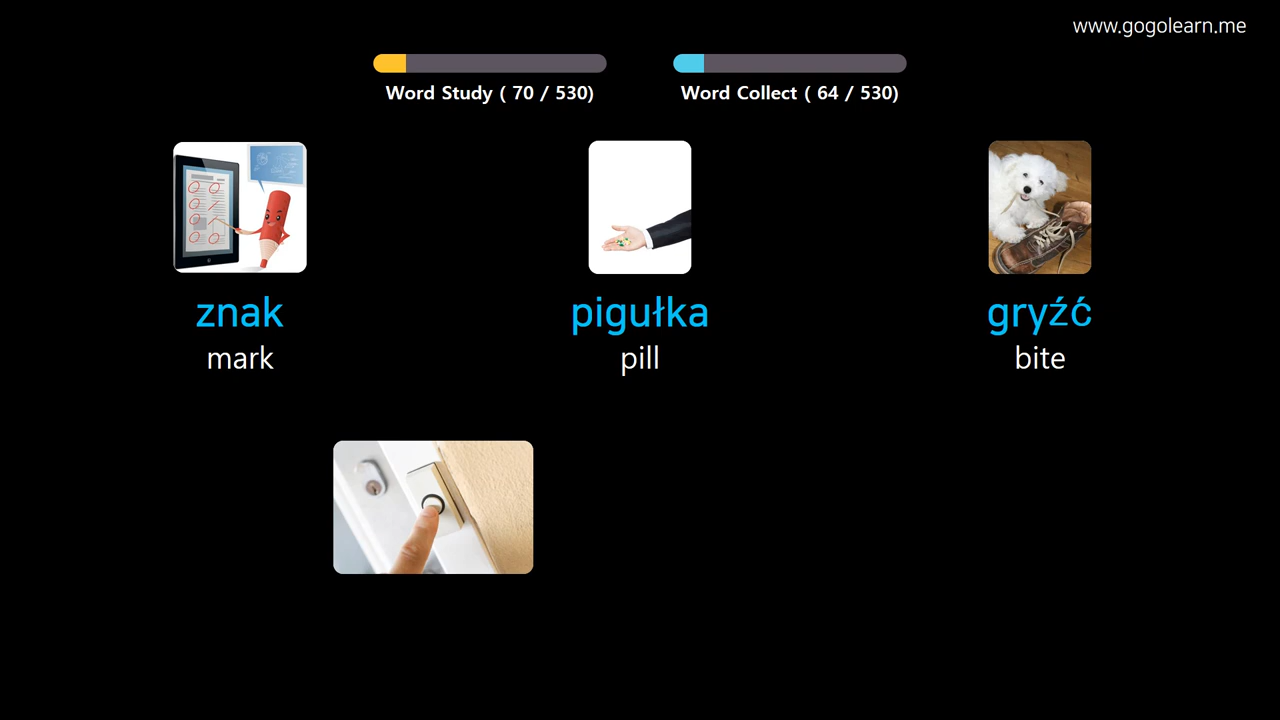 www.gogolearn.me
Word Study ( 70 / 530)
Word Collect ( 64 / 530)
znak
pigułka
gryźć
mark
pill
bite